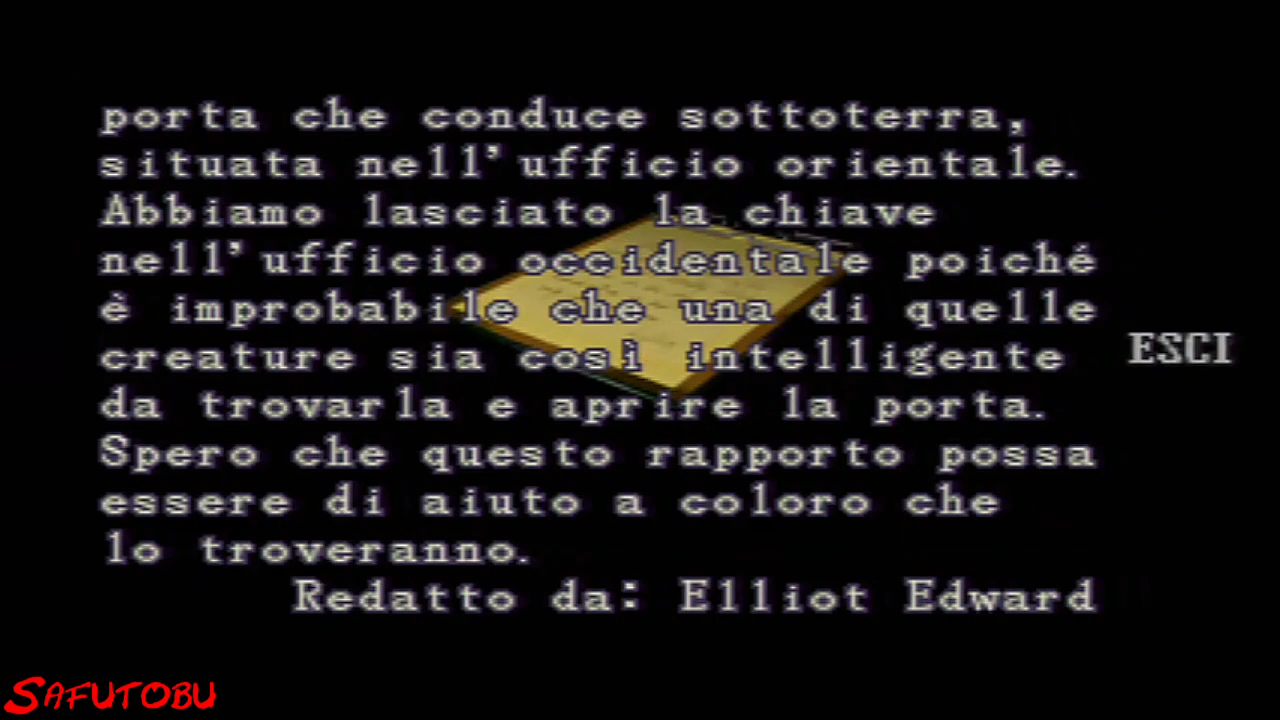 porta che conduce sottoterra,
situata nell'ufficio orientale.
Abbiamo lasciato la chiave
nell'ufficio occidentale poiché
è improbabile che una di quelle
creature sia così intelligente
da trovarla e aprire la porta.
Spero che questo rapporto possa
essere di aiuto a coloro che
lo troveranno.
Redatto da: Elliot Edward
ESCI
SAFUTOBU